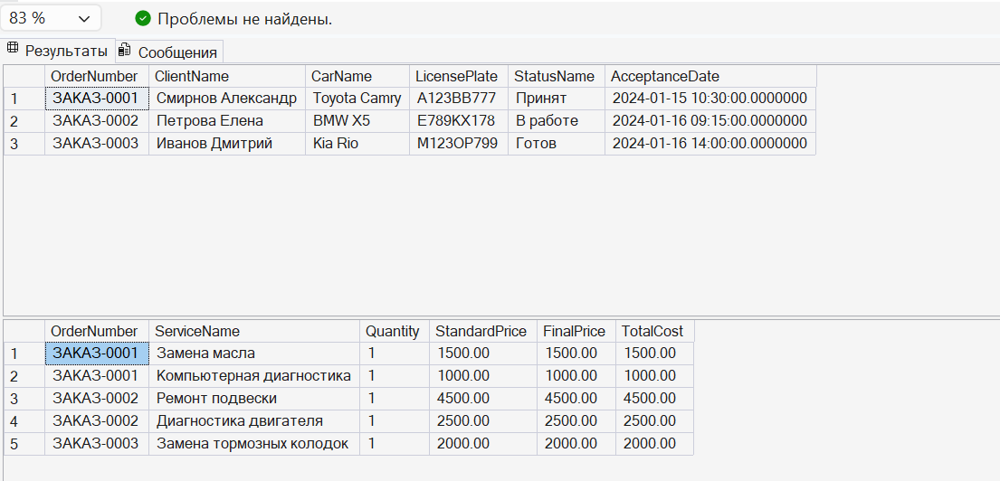 83 % Проблемы не найдены.
Результаты Сообщения
OrderNumber ClientName CarName LicensePlate StatusName AcceptanceDate
1 ЗАКАЗ-0001 Смирнов Александр Toyota Camry A123BB777 Принят 2024-01-15 10:30:00.0000000
2 ЗАКАЗ-0002 Петрова Елена BMW X5 E789KX178 В работе 2024-01-16 09:15:00.0000000
3 ЗАКАЗ-0003 Иванов Дмитрий Kia Rio M123OP799 Готов 2024-01-16 14:00:00.0000000
OrderNumber ServiceName Quantity StandardPrice FinalPrice TotalCost
1 ЗАКАЗ-0001 Замена масла 1 1500.00 1500.00 1500.00
2 ЗАКАЗ-0001 Компьютерная диагностика 1 1000.00 1000.00 1000.00
3 ЗАКАЗ-0002 Ремонт подвески 1 4500.00 4500.00 4500.00
4 ЗАКАЗ-0002 Диагностика двигателя 1 2500.00 2500.00 2500.00
5 ЗАКАЗ-0003 Замена тормозных колодок 1 2000.00 2000.00 2000.00